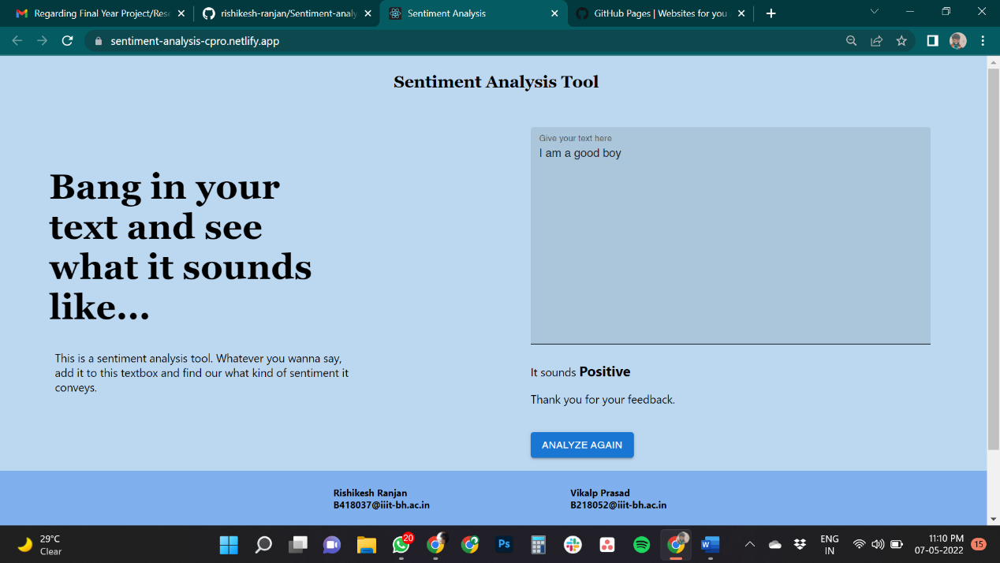 Regarding Final Year Project/Rese
rishikesh-ranjan/Sentiment-analy
Sentiment Analysis
GitHub Pages | Websites for you
sentiment-analysis-cpro.netlify.app
Sentiment Analysis Tool
Bang in your
text and see
what it sounds
like...
This is a sentiment analysis tool. Whatever you wanna say,
add it to this textbox and find our what kind of sentiment it
conveys.
Give your text here
I am a good boy
It sounds Positive
Thank you for your feedback.
ANALYZE AGAIN
Rishikesh Ranjan
B418037@iiit-bh.ac.in
Vikalp Prasad
B218052@iiit-bh.ac.in
29°C
Clear
20
Ps
W
ENG
IN
11:10 PM
07-05-2022
15